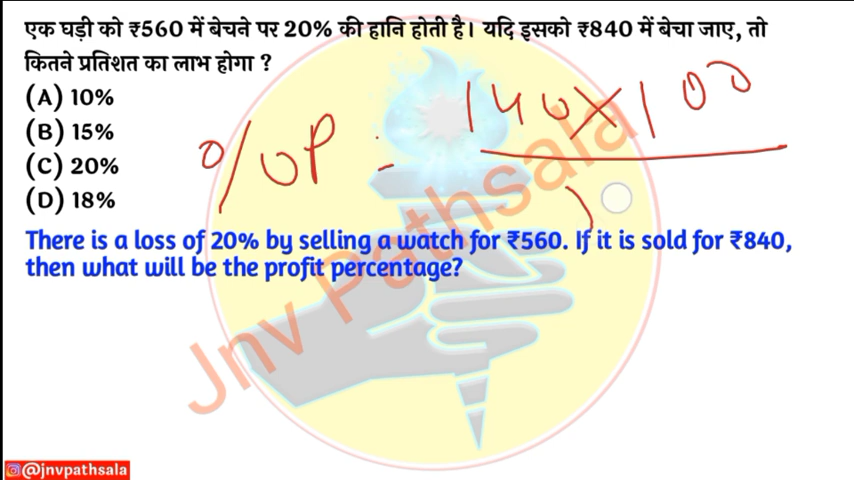 एक घड़ी को ₹560 में बेचने पर 20% की हानि होती है। यदि इसको ₹840 में बेचा जाए, तो
कितने प्रतिशत का लाभ होगा ?
(A) 10%
(B) 15%
(C) 20%
(D) 18%
140×100
%P =
There is a loss of 20% by selling a watch for ₹560. If it is sold for ₹840,
then what will be the profit percentage?
Jnv Pathsala
@jnvpathsala